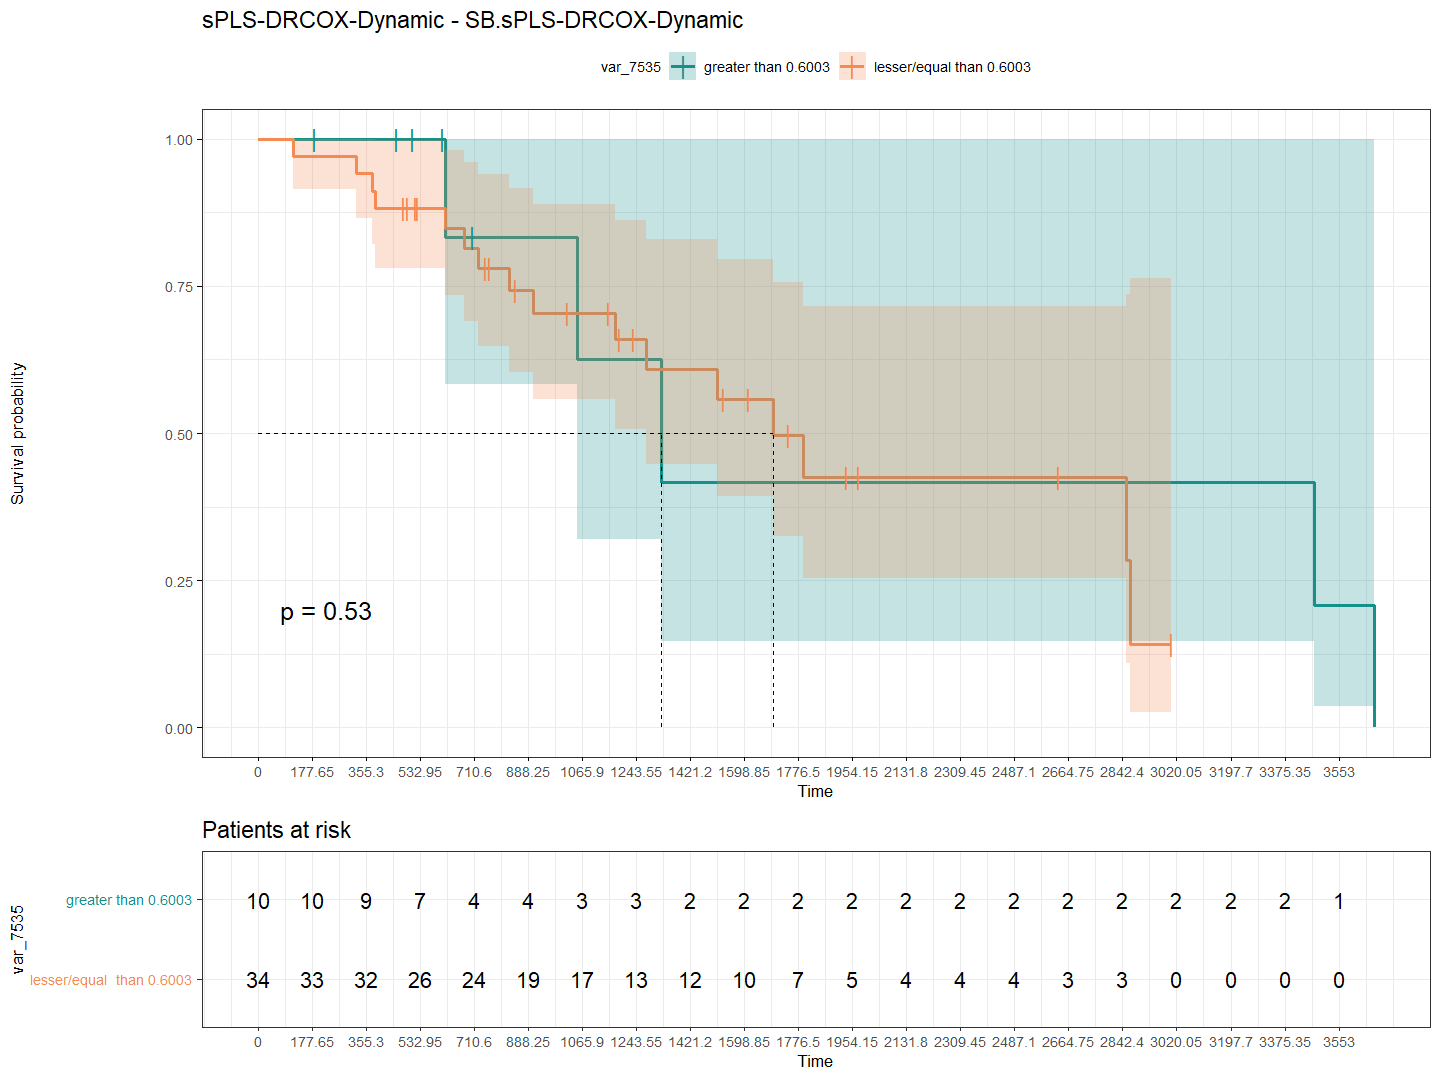 sPLS-DRCOX-Dynamic - SB.sPLS-DRCOX-Dynamic
var_7535 greater than 0.6003 lesser/equal than 0.6003
Survival probability
1.00
0.75
0.50
0.25
0.00
p = 0.53
0 177.65 355.3 532.95 710.6 888.25 1065.9 1243.55 1421.2 1598.85 1776.5 1954.15 2131.8 2309.45 2487.1 2664.75 2842.4 3020.05 3197.7 3375.35 3553
Time
Patients at risk
var_7535
greater than 0.6003 10 10 9 7 4 4 3 3 2 2 2 2 2 2 2 2 2 2 2 2 1
lesser/equal  than 0.6003 34 33 32 26 24 19 17 13 12 10 7 5 4 4 4 3 3 0 0 0 0
0 177.65 355.3 532.95 710.6 888.25 1065.9 1243.55 1421.2 1598.85 1776.5 1954.15 2131.8 2309.45 2487.1 2664.75 2842.4 3020.05 3197.7 3375.35 3553
Time